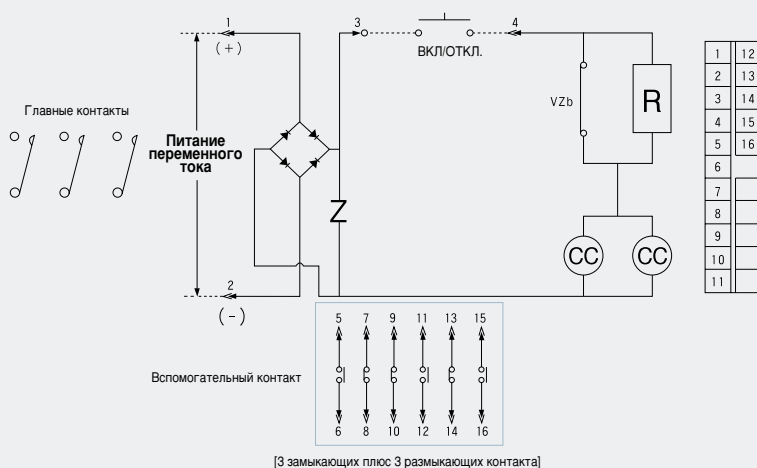 1
(+)
3
4
ВКЛ/ОТКЛ.
Главные контакты
Питание
переменного
тока
VZb
R
Z
CC CC
2
(-)
1 12
2 13
3 14
4 15
5 16
6
7
8
9
10
11
5 7 9 11 13 15
Вспомогательный контакт
6 8 10 12 14 16
[3 замыкающих плюс 3 размыкающих контакта]